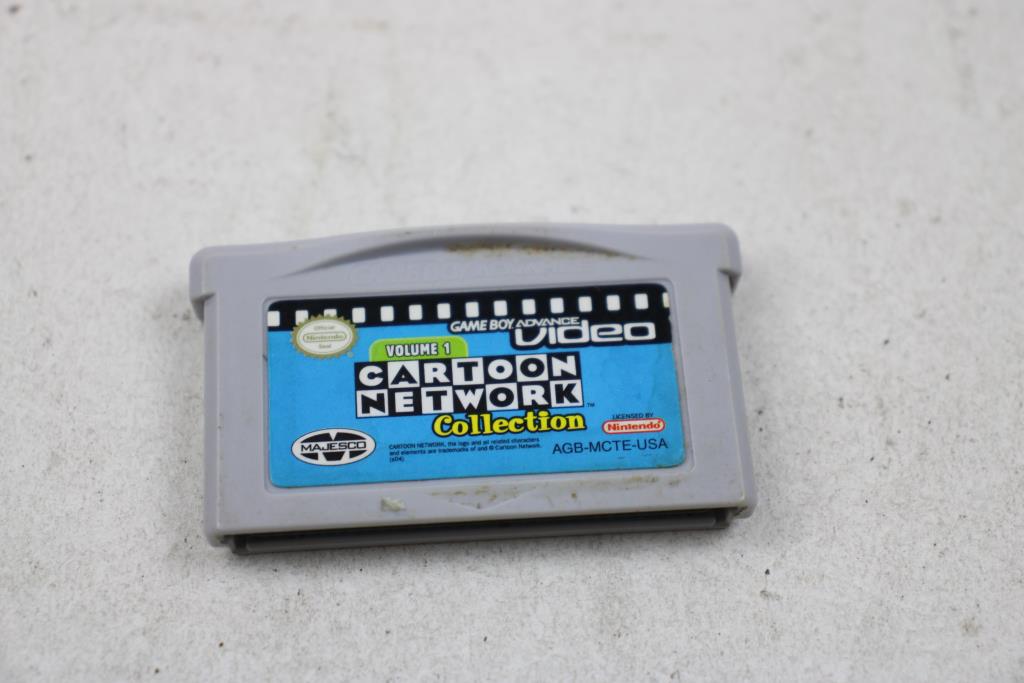 Official
Nintendo
Seal
GAME BOY ADVANCE
Video
VOLUME 1
CARTOON
NETWORK™
Collection
MAJESCO
CARTOON NETWORK, the logo and all related characters
and elements are trademarks of and © Cartoon Network.
(s04)
LICENSED BY
Nintendo
AGB-MCTE-USA